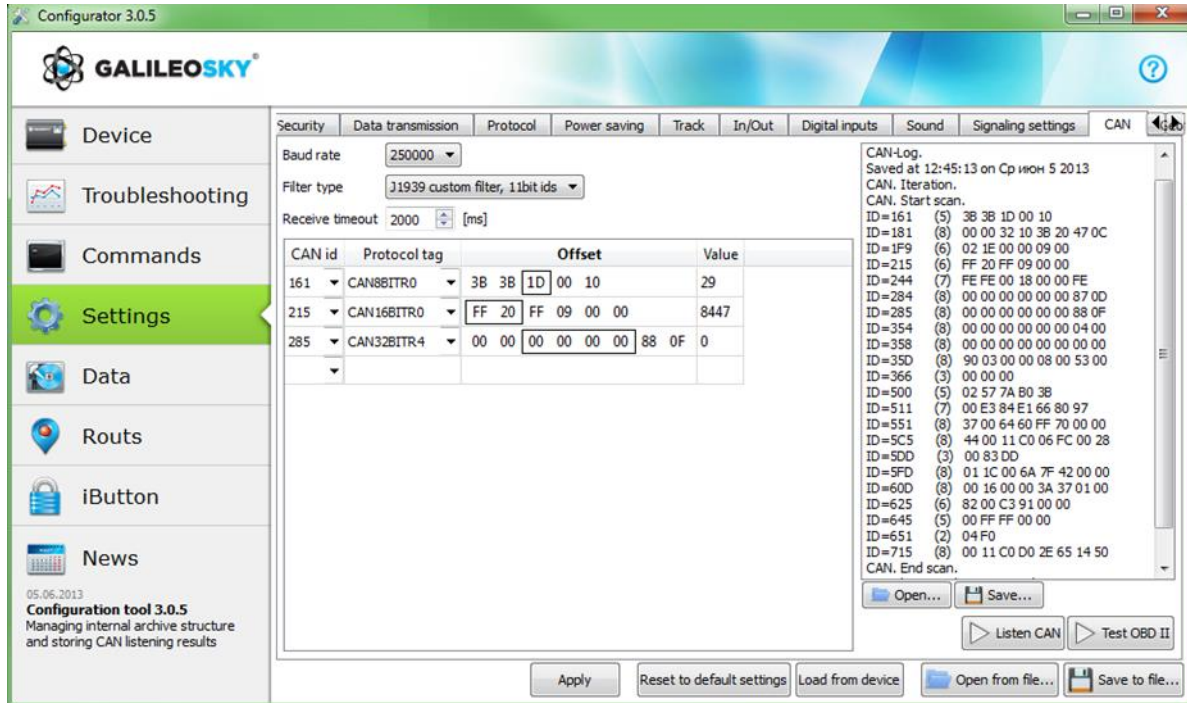 Configurator 3.0.5
GALILEOSKY®
?
Device
Troubleshooting
Commands
Settings
Data
Routs
iButton
News
05.06.2013
Configuration tool 3.0.5
Managing internal archive structure
and storing CAN listening results
Security Data transmission Protocol Power saving Track In/Out Digital inputs Sound Signaling settings CAN
Baud rate 250000
Filter type J1939 custom filter, 11bit ids
Receive timeout 2000 [ms]
CAN id Protocol tag Offset Value
161 CAN8BITR0 3B 3B 1D 00 10 29
215 CAN16BITR0 FF 20 FF 09 00 00 8447
285 CAN32BITR4 00 00 00 00 00 00 88 0F 0
CAN-Log.
Saved at 12:45:13 on Ср июн 5 2013
CAN. Iteration.
CAN. Start scan.
ID=161 (5) 3B 3B 1D 00 10
ID=181 (8) 00 00 32 10 3B 20 47 0C
ID=1F9 (6) 02 1E 00 00 09 00
ID=215 (6) FF 20 FF 09 00 00
ID=244 (7) FE FE 00 18 00 00 FE
ID=284 (8) 00 00 00 00 00 00 87 0D
ID=285 (8) 00 00 00 00 00 00 88 0F
ID=354 (8) 00 00 00 00 00 00 04 00
ID=358 (8) 00 00 00 00 00 00 00 00
ID=35D (8) 90 03 00 00 08 00 53 00
ID=366 (3) 00 00 00
ID=500 (5) 02 57 7A B0 3B
ID=511 (7) 00 E3 84 E1 66 80 97
ID=551 (8) 37 00 64 60 FF 70 00 00
ID=5C5 (8) 44 00 11 C0 06 FC 00 28
ID=5DD (3) 00 83 DD
ID=5FD (8) 01 1C 00 6A 7F 42 00 00
ID=60D (8) 00 16 00 00 3A 37 01 00
ID=625 (6) 82 00 C3 91 00 00
ID=645 (5) 00 FF FF 00 00
ID=651 (2) 04 F0
ID=715 (8) 00 11 C0 D0 2E 65 14 50
CAN. End scan.
Open... Save...
Listen CAN Test OBD II
Apply Reset to default settings Load from device Open from file... Save to file...